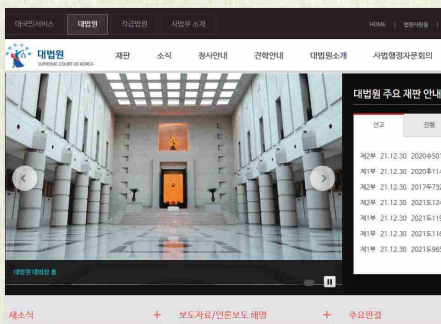 대국민서비스 대법원 각급법원 사법부 소개 HOME | 법원사람들 |
대법원 재판 소식 청사안내 견학안내 대법원소개 사법행정자문회의
SUPREME COURT OF KOREA
대법원 주요 재판 안내
선고 진행
제2부 21.12.30 2020수501
제1부 21.12.30 2020후114
제2부 21.12.30 2017두732
제2부 21.12.30 2021도124
제1부 21.12.30 2021도119
제1부 21.12.30 2021도116
제1부 21.12.30 2021도965
대법원 대법정 홀
새소식 + 보도자료/언론보도 해명 + 주요판결